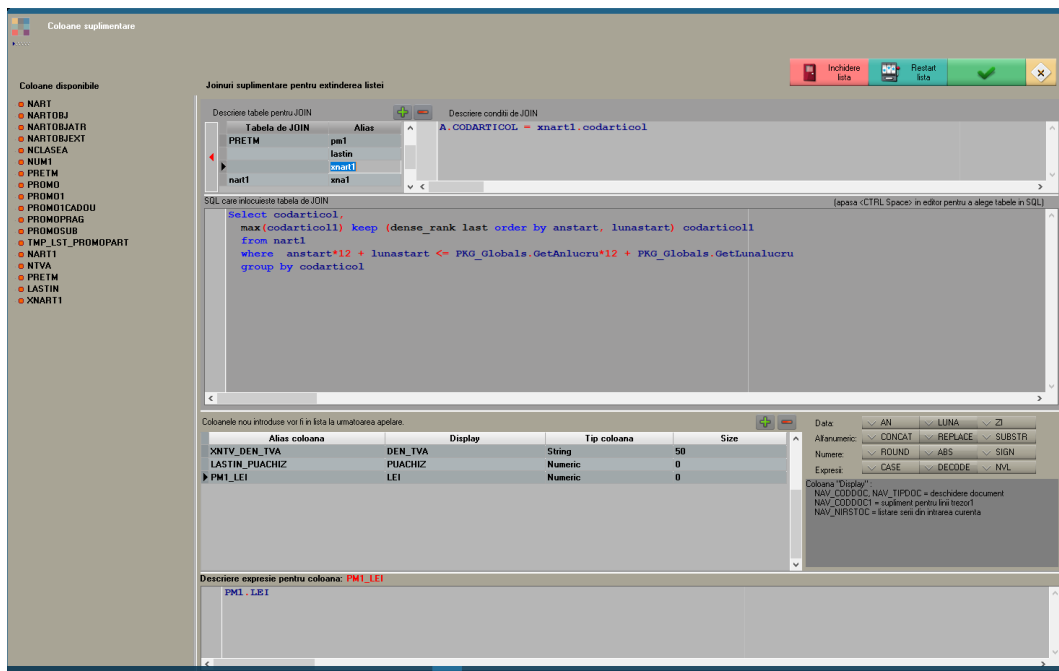 Coloane suplimentare
Inchidere lista
Restart lista
Coloane disponibile
NART
NARTOBJ
NARTOBJATR
NARTOBJEXT
NCLASEA
NUM1
PRETM
PROMO
PROMO1
PROMO1CADOU
PROMOPRAG
PROMOSUB
TMP_LST_PROMOPART
NART1
NTVA
PRETM
LASTIN
XNART1
Joinuri suplimentare pentru extinderea listei
Descriere tabele pentru JOIN
Tabela de JOIN Alias
PRETM pm1
lastin
xnart1
nart1 xna1
Descriere conditii de JOIN
A.CODARTICOL = xnart1.codarticol
SQL care inlocuieste tabela de JOIN
(apasa <CTRL Space> in editor pentru a alege tabele in SQL)
Select codarticol,
max(codarticol1) keep (dense_rank last order by anstart, lunastart) codarticol1
from nart1
where anstart*12 + lunastart <= PKG_Globals.GetAnlucru*12 + PKG_Globals.GetLunalucru
group by codarticol
Coloanele nou introduse vor fi in lista la urmatoarea apelare.
Alias coloana Display Tip coloana Size
XNTV_DEN_TVA DEN_TVA String 50
LASTIN_PUACHIZ PUACHIZ Numeric 0
PM1_LEI LEI Numeric 0
Data: AN LUNA ZI
Alfanumeric: CONCAT REPLACE SUBSTR
Numere: ROUND ABS SIGN
Expresii: CASE DECODE NVL
Coloana "Display" :
NAV_CODDOC, NAV_TIPDOC = deschidere document
NAV_CODDOC1 = supliment pentru linii trezor1
NAV_NIRSTOC = listare serii din intrarea curenta
Descriere expresie pentru coloana: PM1_LEI
PM1.LEI